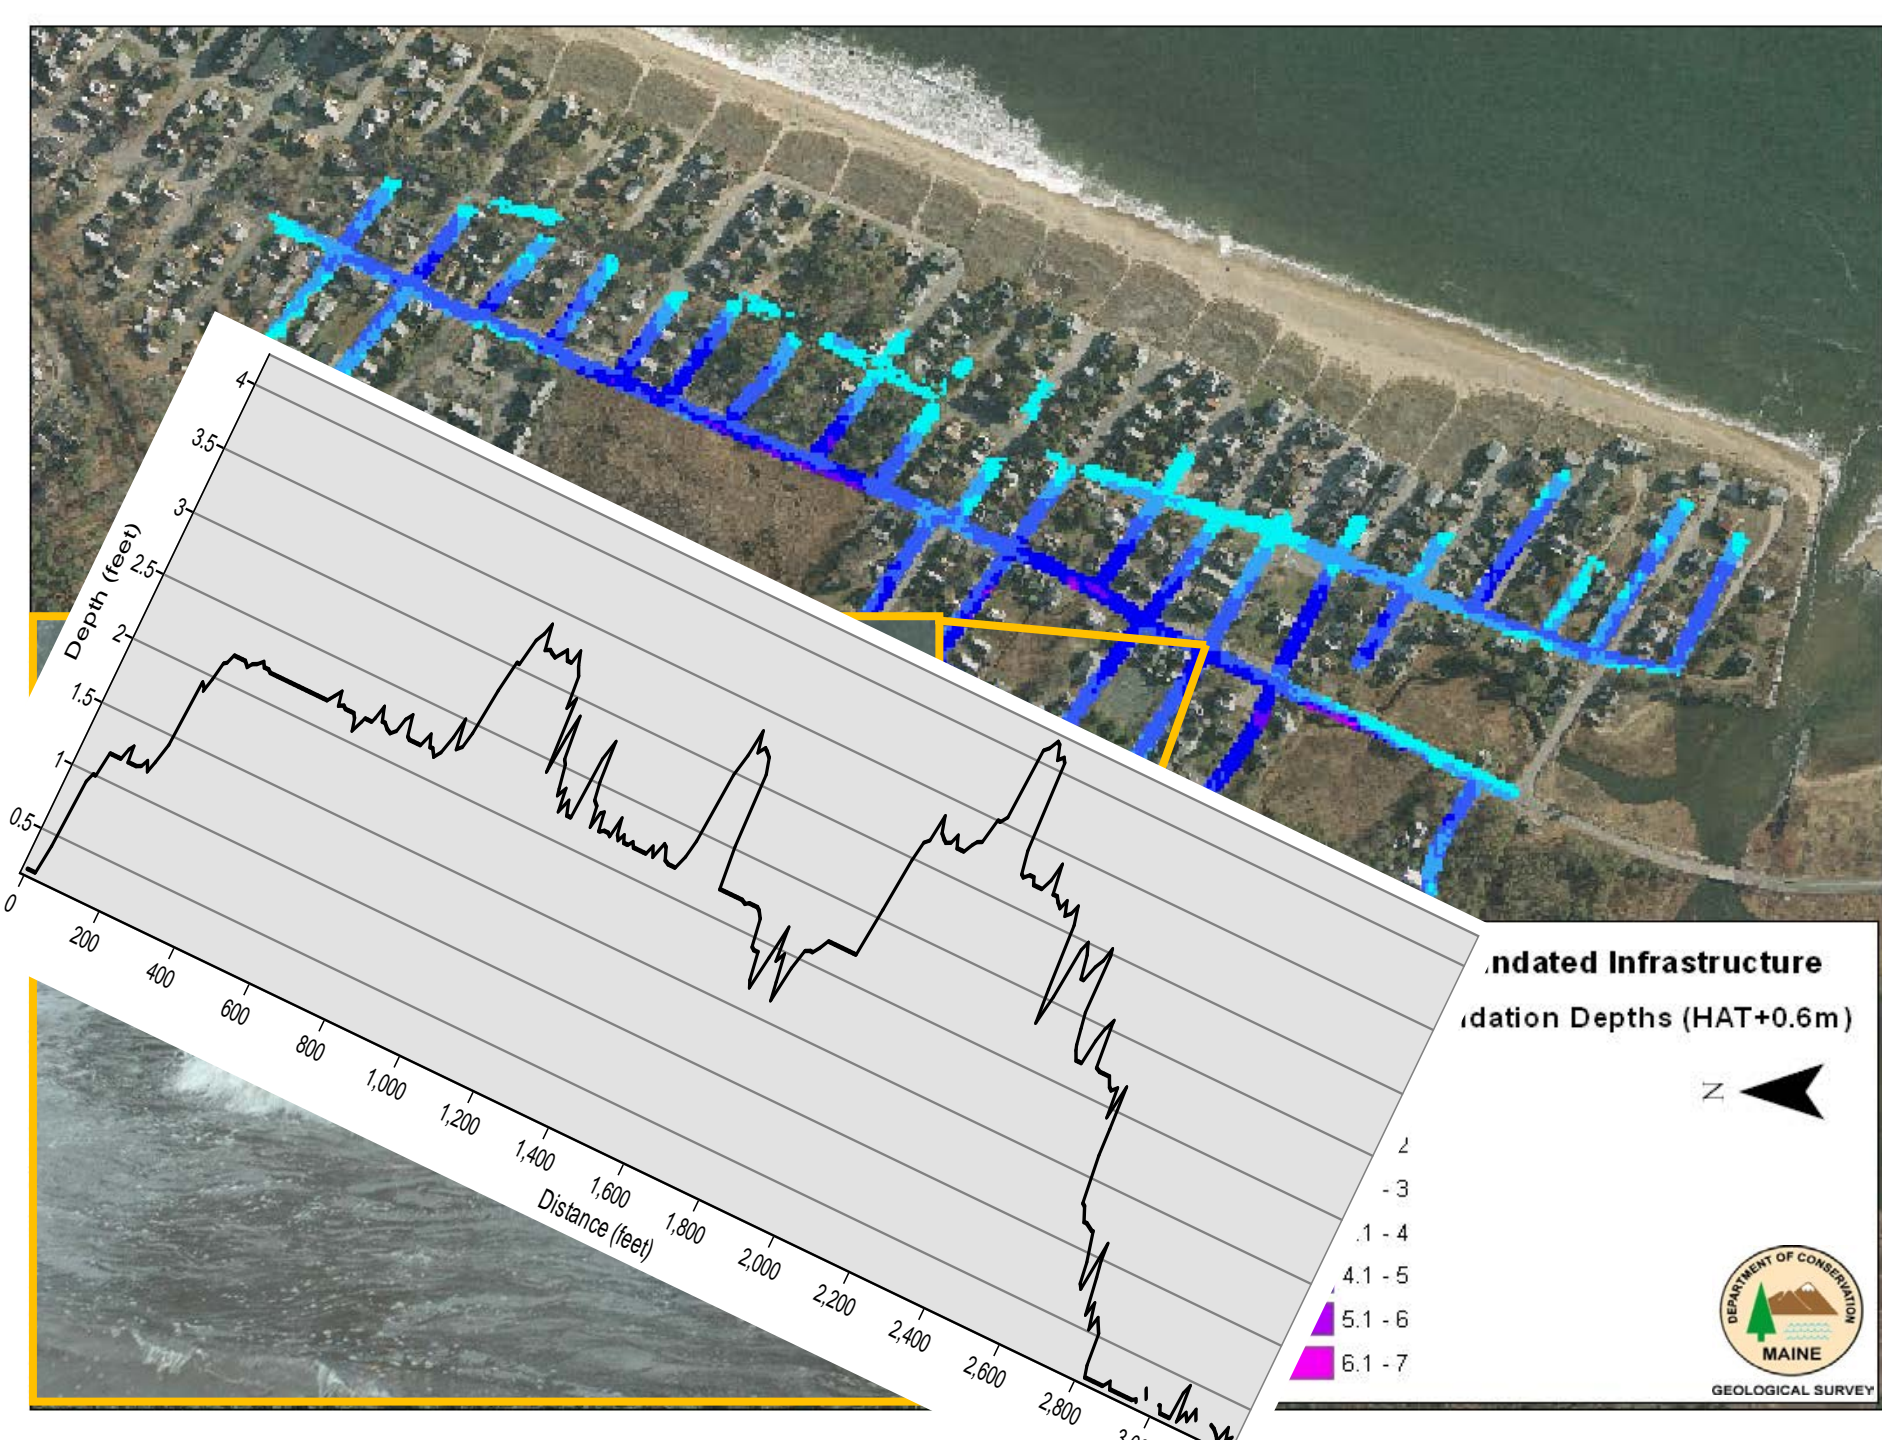 4
3.5
3
2.5
2
1.5
1
0.5
0
Depth (feet)
200
400
600
800
1,000
1,200
1,400
1,600
1,800
2,000
2,200
2,400
2,600
2,800
Distance (feet)
Infrastructure
Depths (HAT+0.6m)
N
2
- 3
.1 - 4
4.1 - 5
5.1 - 6
6.1 - 7
DEPARTMENT OF CONSERVATION
MAINE
GEOLOGICAL SURVEY